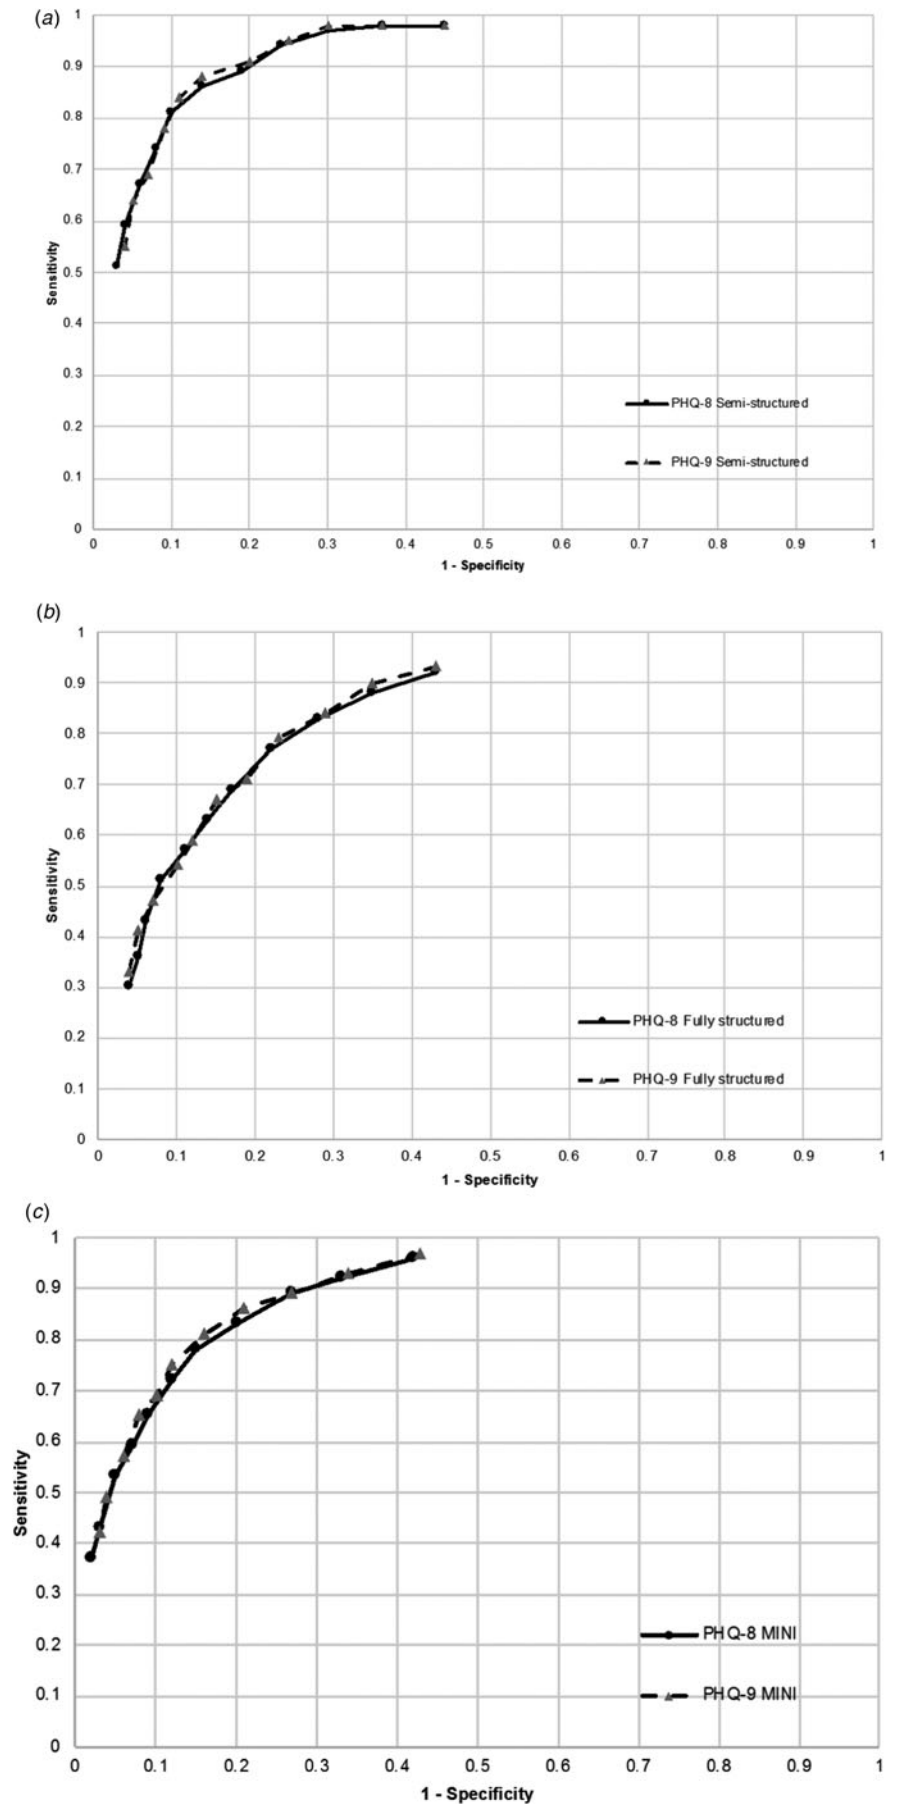 (a)
1
0.9
0.8
0.7
0.6
0.5
0.4
0.3
0.2
0.1
0
Sensitivity
PHQ-8 Semi-structured
PHQ-9 Semi-structured
0 0.1 0.2 0.3 0.4 0.5 0.6 0.7 0.8 0.9 1
1 - Specificity
(b)
1
0.9
0.8
0.7
0.6
0.5
0.4
0.3
0.2
0.1
0
Sensitivity
PHQ-8 Fully structured
PHQ-9 Fully structured
0 0.1 0.2 0.3 0.4 0.5 0.6 0.7 0.8 0.9 1
1 - Specificity
(c)
1
0.9
0.8
0.7
0.6
0.5
0.4
0.3
0.2
0.1
0
Sensitivity
PHQ-8 MINI
PHQ-9 MINI
0 0.1 0.2 0.3 0.4 0.5 0.6 0.7 0.8 0.9 1
1 - Specificity